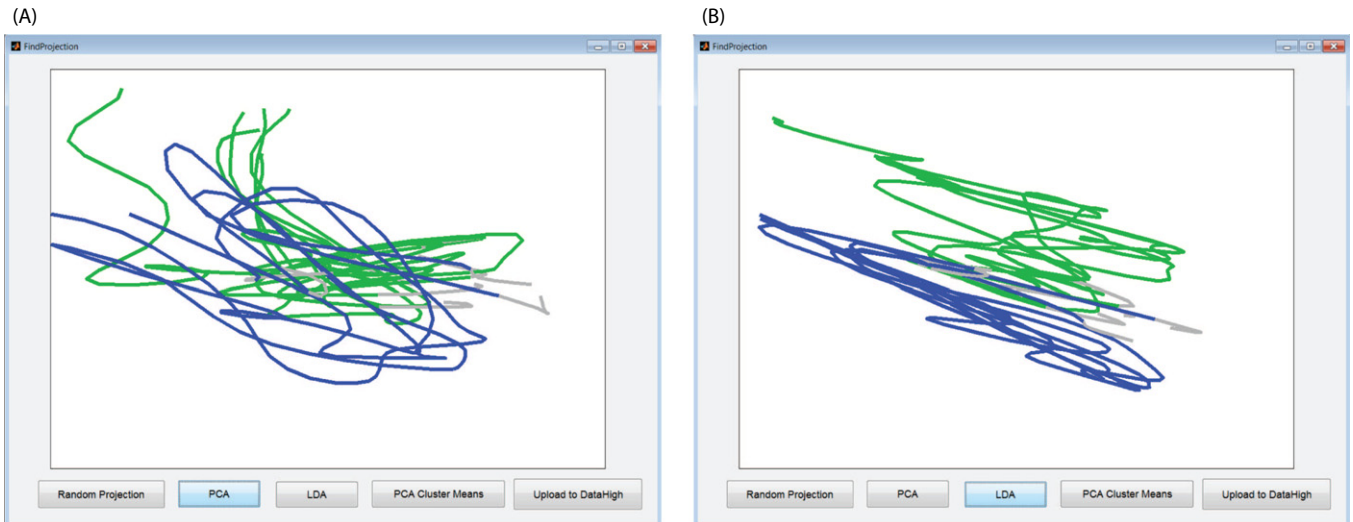 (A)
FindProjection
Random Projection
PCA
LDA
PCA Cluster Means
Upload to DataHigh
(B)
FindProjection
Random Projection
PCA
LDA
PCA Cluster Means
Upload to DataHigh